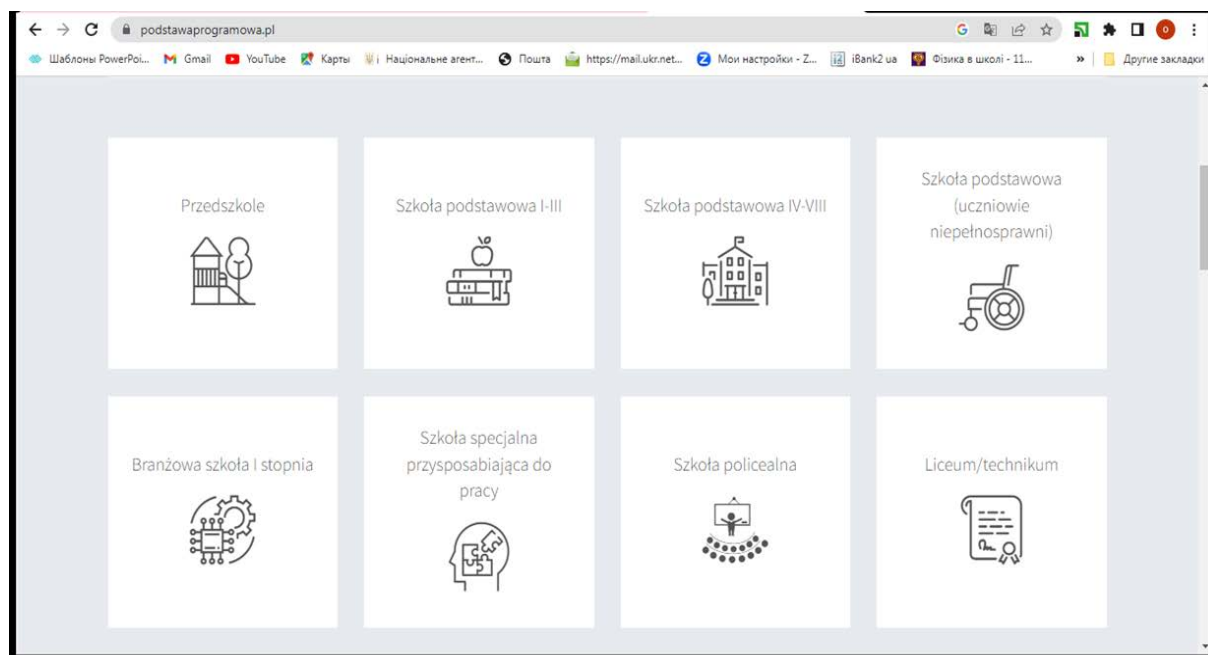 podstawaprogramowa.pl
Шаблоны PowerPoi... Gmail YouTube Карты Національне агент... Пошта https://mail.ukr.net... Мои настройки - Z... iBank2 ua Фізика в школі - 11... » Другие закладки
Przedszkole
Szkoła podstawowa I-III
Szkoła podstawowa IV-VIII
Szkoła podstawowa
(uczniowie
niepełnosprawni)
Branżowa szkoła I stopnia
Szkoła specjalna
przysposabiająca do
pracy
Szkoła policealna
Liceum/technikum